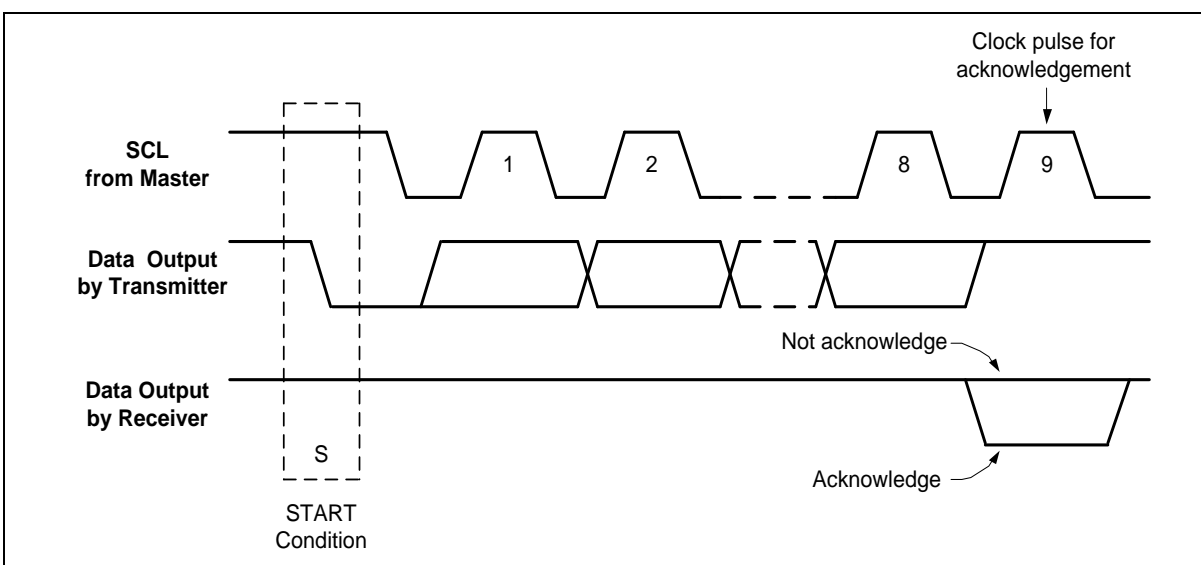 Clock pulse for
acknowledgement
SCL
from Master
1
2
8
9
Data Output
by Transmitter
Not acknowledge
Data Output
by Receiver
S
Acknowledge
START
Condition